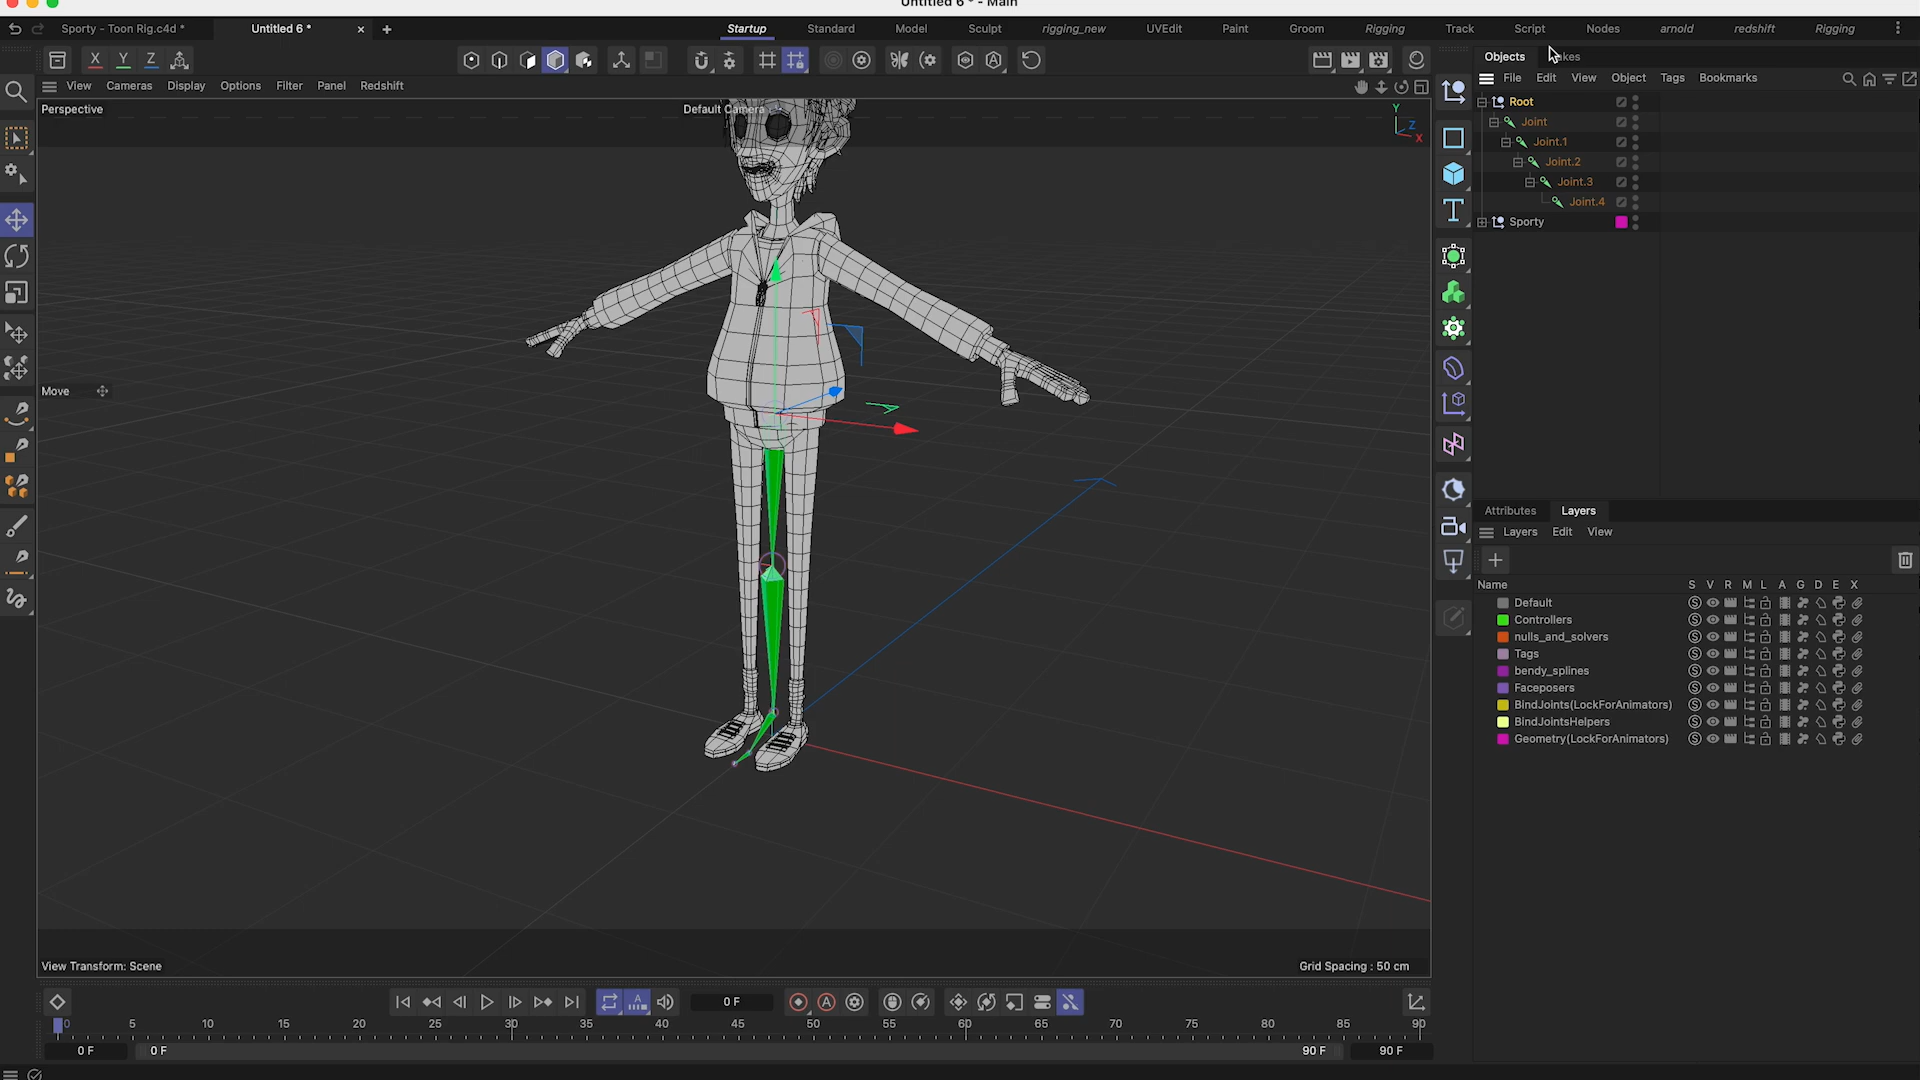 Untitled 6 * - Main
Sporty - Toon Rig.c4d *
Untitled 6 *
Startup
Standard
Model
Sculpt
rigging_new
UVEdit
Paint
Groom
Rigging
Track
Script
Nodes
arnold
redshift
Rigging
X
Y
Z
Objects
File
Edit
View
Object
Tags
Bookmarks
View
Cameras
Display
Options
Filter
Panel
Redshift
Perspective
Default Camera
Y
Z
X
Root
Joint
Joint.1
Joint.2
Joint.3
Joint.4
Sporty
Move
Attributes
Layers
Layers
Edit
View
Name
S V R M L A G D E X
Default
Controllers
nulls_and_solvers
Tags
bendy_splines
Faceposers
BindJoints(LockForAnimators)
BindJointsHelpers
Geometry(LockForAnimators)
View Transform: Scene
Grid Spacing : 50 cm
0 F
0 5 10 15 20 25 30 35 40 45 50 55 60 65 70 75 80 85 90
0 F
0 F
90 F
90 F